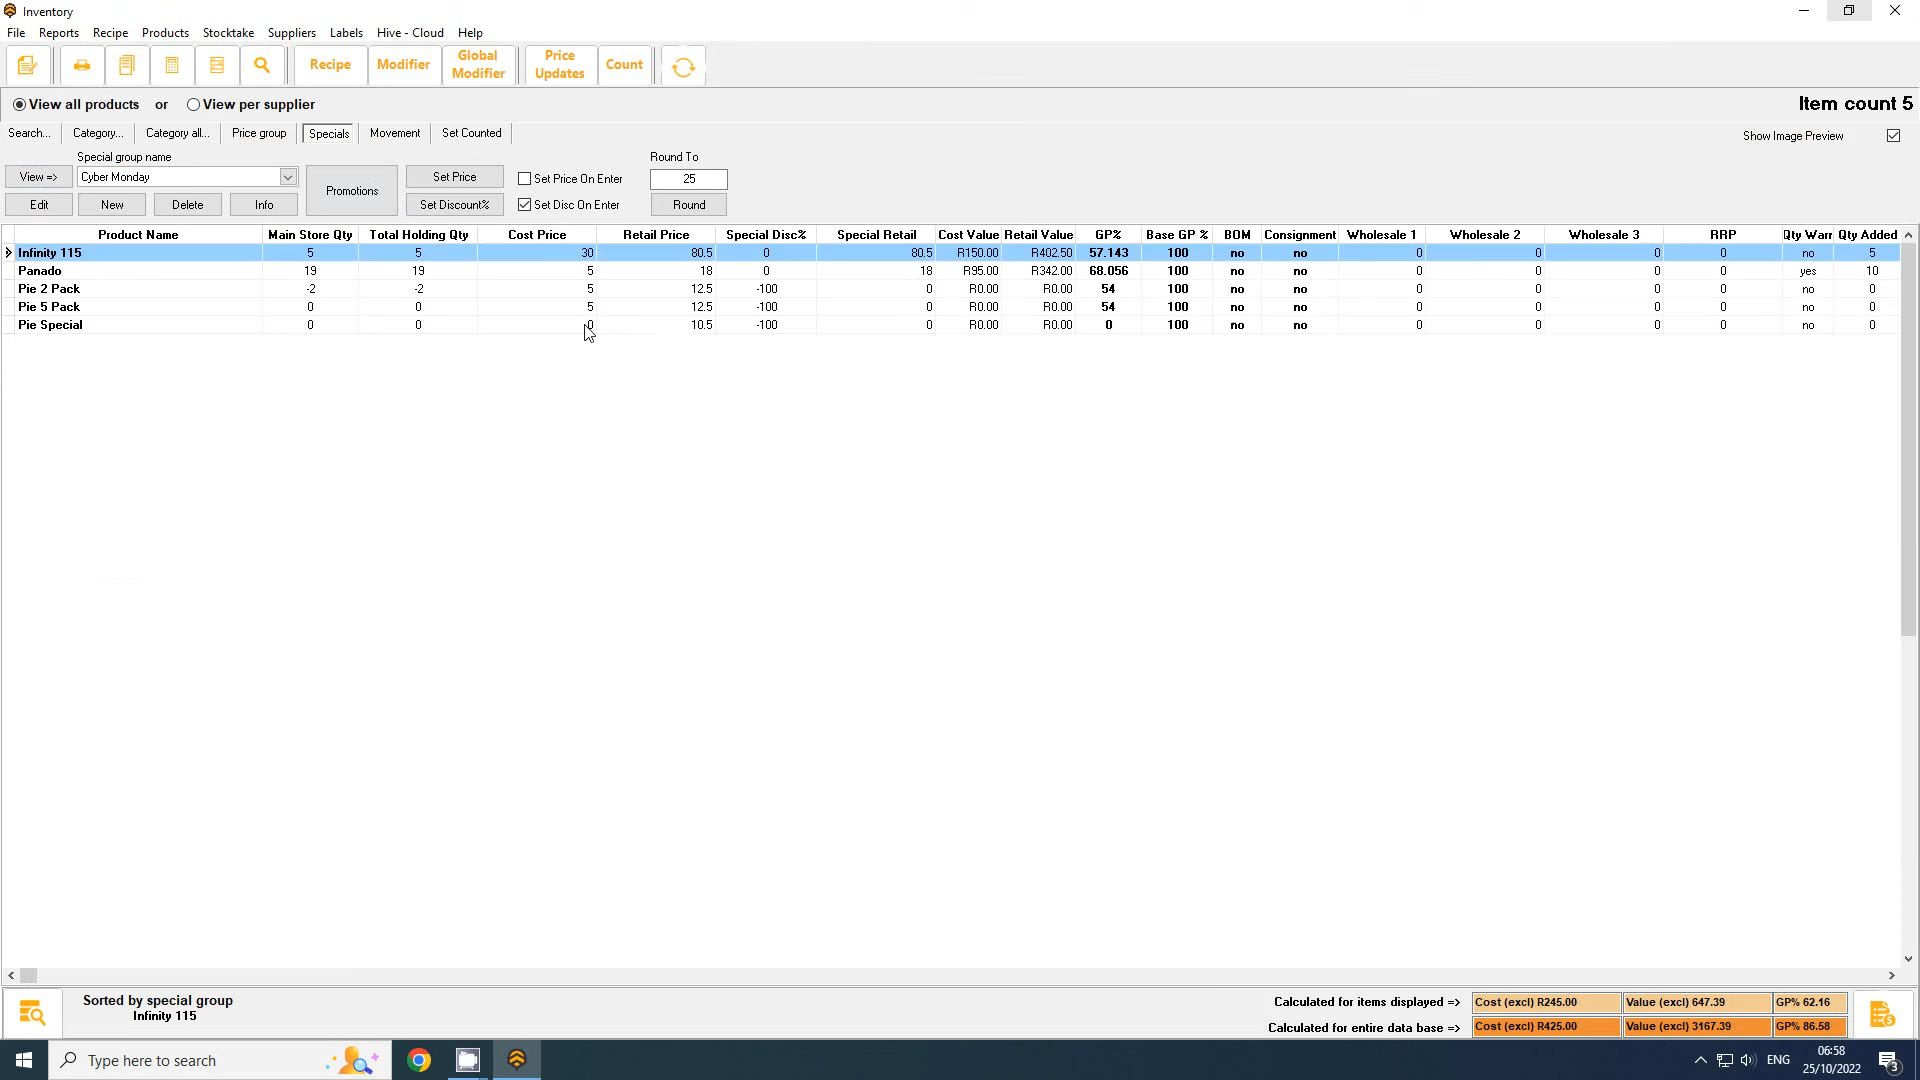 Inventory
File Reports Recipe Products Stocktake Suppliers Labels Hive - Cloud Help
Recipe Modifier Global Modifier Price Updates Count
View all products or View per supplier Item count 5
Search... Category... Category all... Price group Specials Movement Set Counted Show Image Preview
Special group name Round To
View => Cyber Monday Promotions Set Price Set Price On Enter 25
Edit New Delete Info Set Discount% Set Disc On Enter Round
Product Name Main Store Qty Total Holding Qty Cost Price Retail Price Special Disc% Special Retail Cost Value Retail Value GP% Base GP % BOM Consignment Wholesale 1 Wholesale 2 Wholesale 3 RRP Qty Warr Qty Added
Infinity 115 5 5 30 80.5 0 80.5 R150.00 R402.50 57.143 100 no no 0 0 0 0 no 5
Panado 19 19 5 18 0 18 R95.00 R342.00 68.056 100 no no 0 0 0 0 yes 10
Pie 2 Pack -2 -2 5 12.5 -100 0 R0.00 R0.00 54 100 no no 0 0 0 0 no 0
Pie 5 Pack 0 0 5 12.5 -100 0 R0.00 R0.00 54 100 no no 0 0 0 0 no 0
Pie Special 0 0 0 10.5 -100 0 R0.00 R0.00 0 100 no no 0 0 0 0 no 0
Sorted by special group Calculated for items displayed => Cost (excl) R245.00 Value (excl) 647.39 GP% 62.16
Infinity 115 Calculated for entire data base => Cost (excl) R425.00 Value (excl) 3167.39 GP% 86.58
Type here to search ENG 06:58
25/10/2022 3